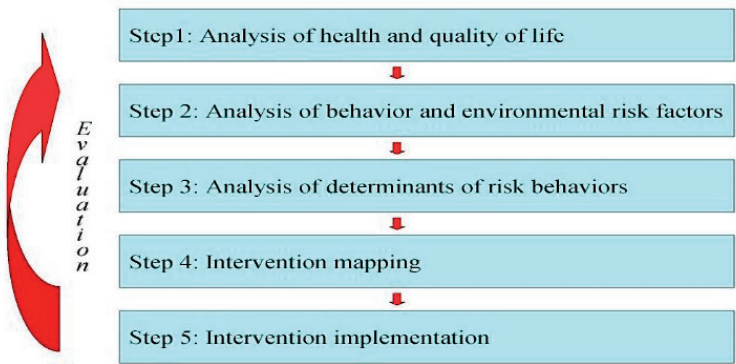 Step1: Analysis of health and quality of life
Step 2: Analysis of behavior and environmental risk factors
Step 3: Analysis of determinants of risk behaviors
Step 4: Intervention mapping
Step 5: Intervention implementation
Evaluation